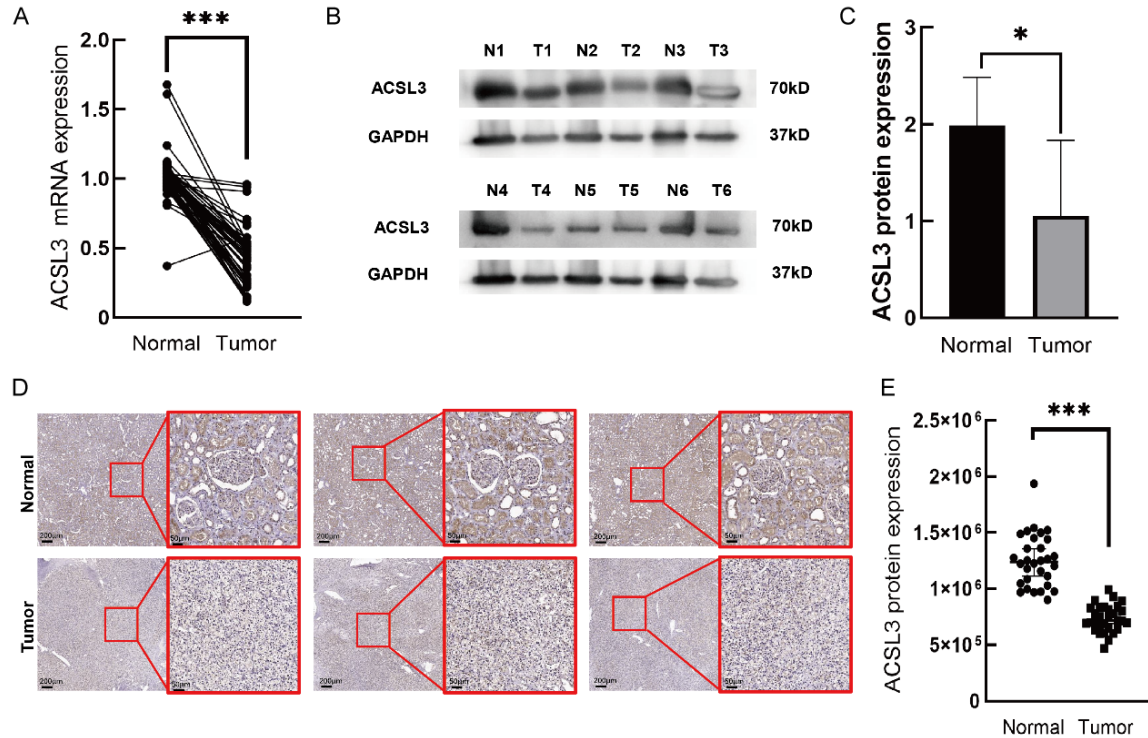 A
***
ACSL3 mRNA expression
2.0
1.5
1.0
0.5
0
Normal Tumor
B
N1 T1 N2 T2 N3 T3
ACSL3 70kD
GAPDH 37kD
N4 T4 N5 T5 N6 T6
ACSL3 70kD
GAPDH 37kD
C
*
ACSL3 protein expression
3
2
1
0
Normal Tumor
D
Normal
200μm 50μm 200μm 50μm 200μm 50μm
Tumor
200μm 50μm 200μm 50μm 200μm 50μm
E
***
ACSL3 protein expression
2.5×10⁶
2×10⁶
1.5×10⁶
1×10⁶
5×10⁵
0
Normal Tumor